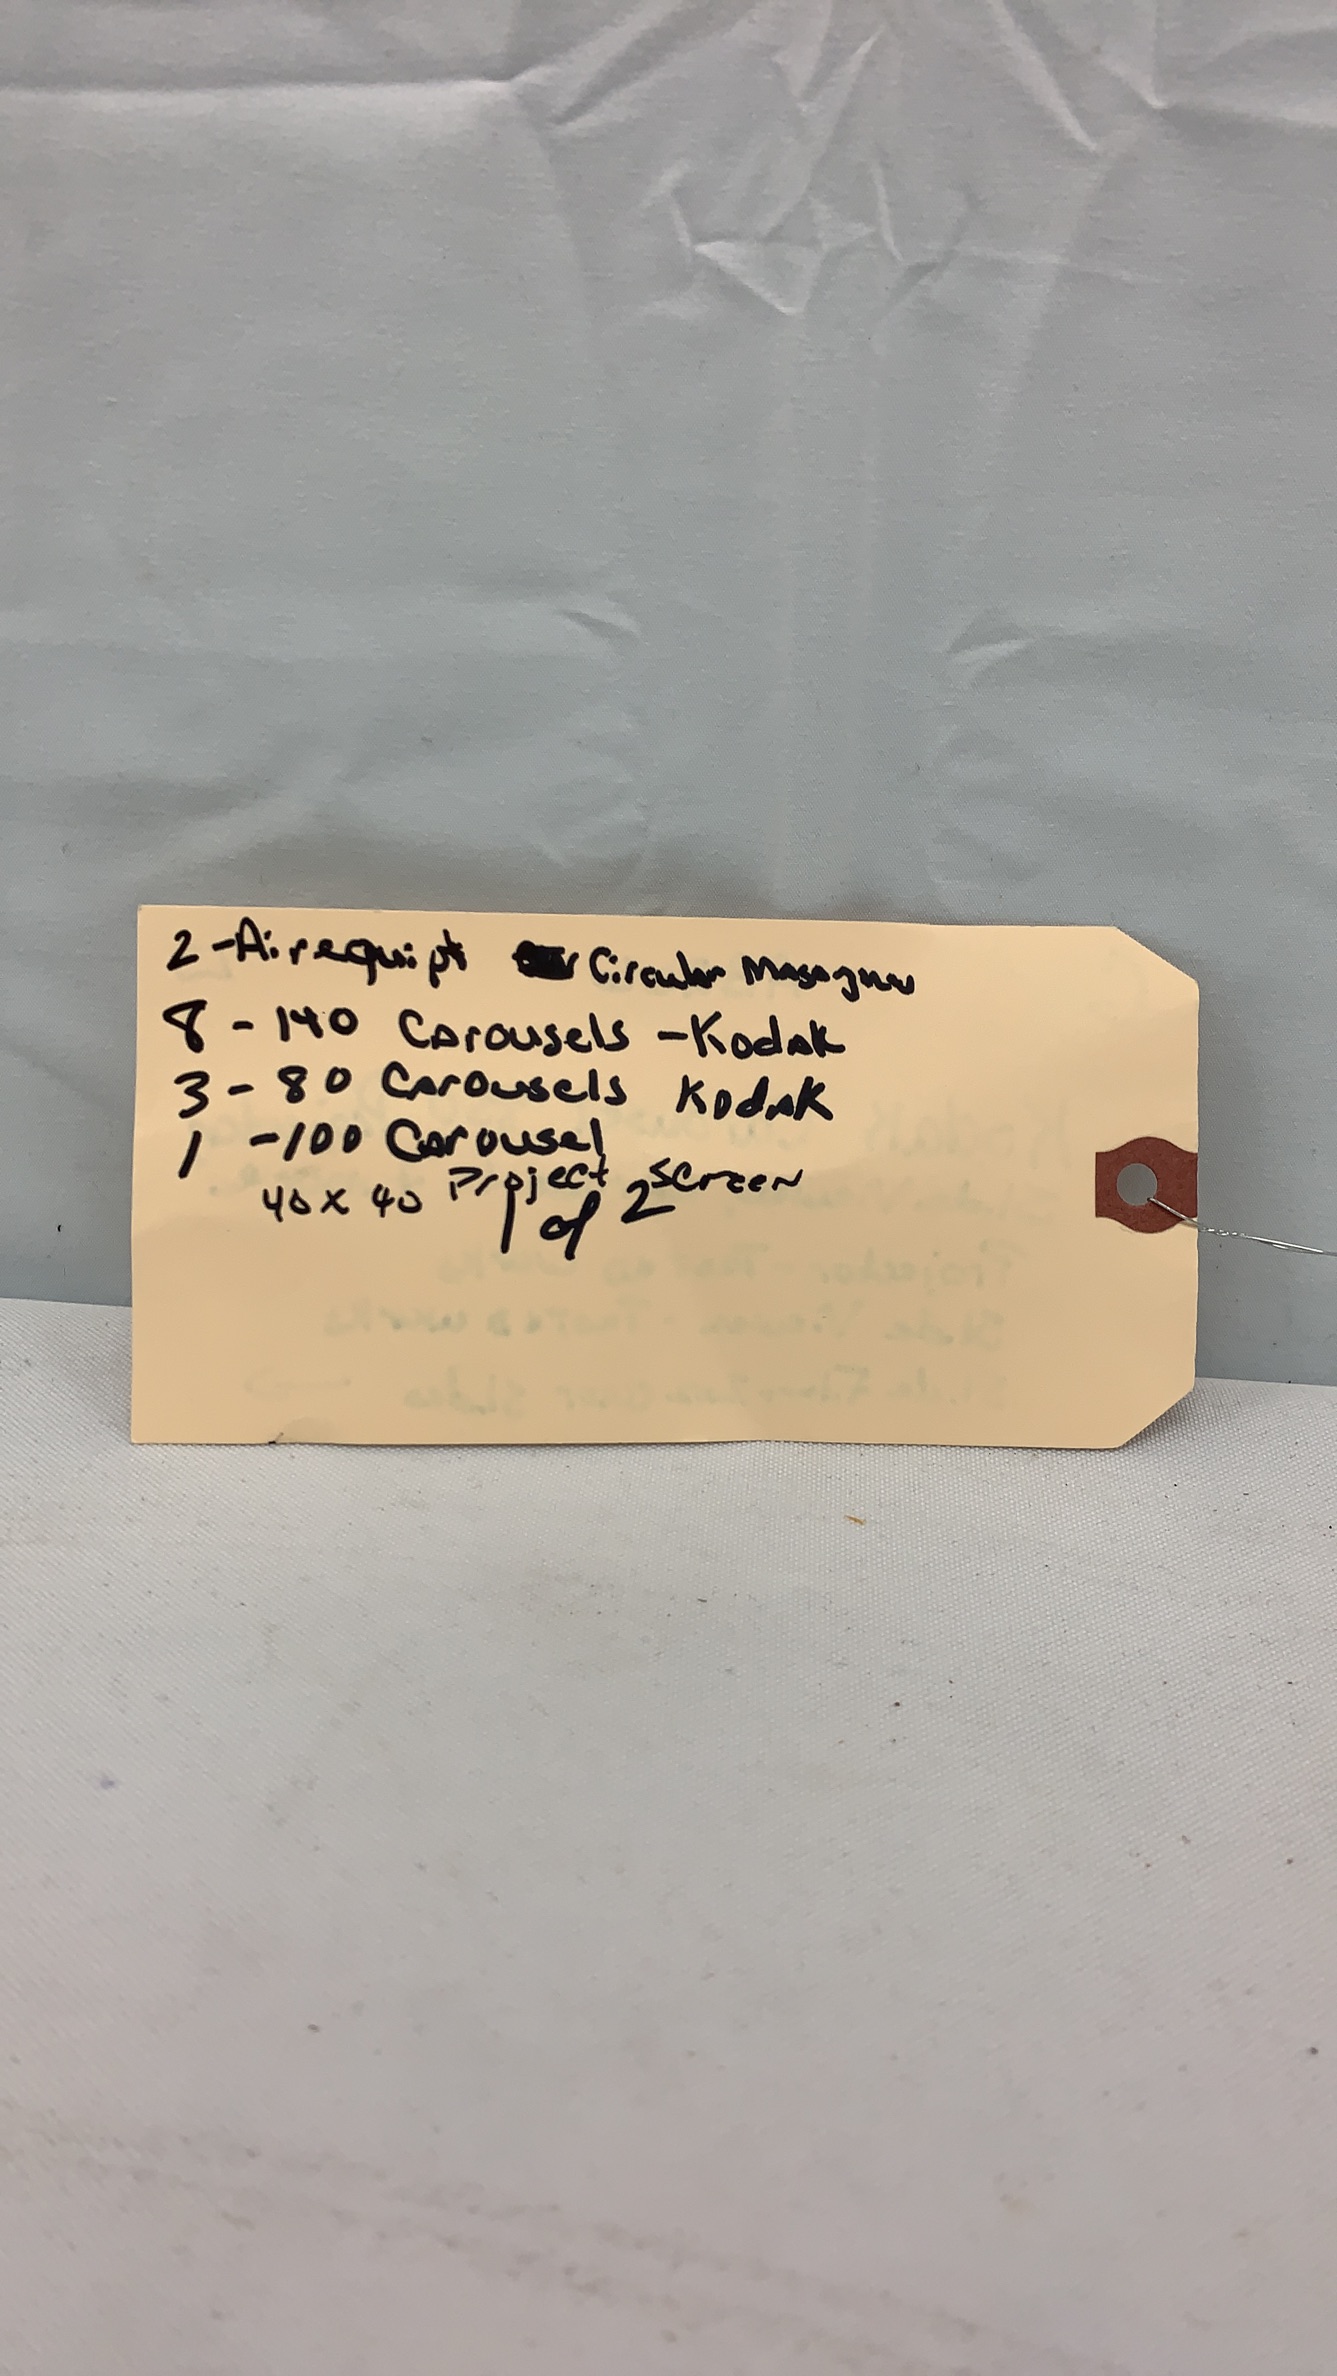 2-Airequipt Circular Magazines
8 - 140 Carousels - Kodak
3 - 80 Carousels Kodak
1 - 100 Carousel
40 x 40 Project Screen
1 of 2